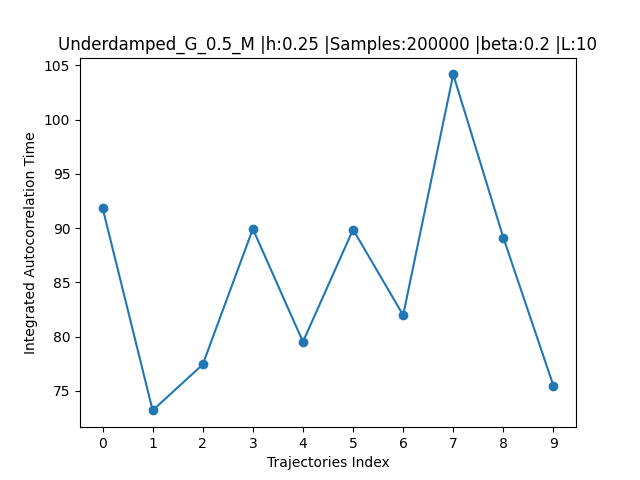 Underdamped_G_0.5_M |h:0.25 |Samples:200000 |beta:0.2 |L:10
Integrated Autocorrelation Time
105
100
95
90
85
80
75
0 1 2 3 4 5 6 7 8 9
Trajectories Index